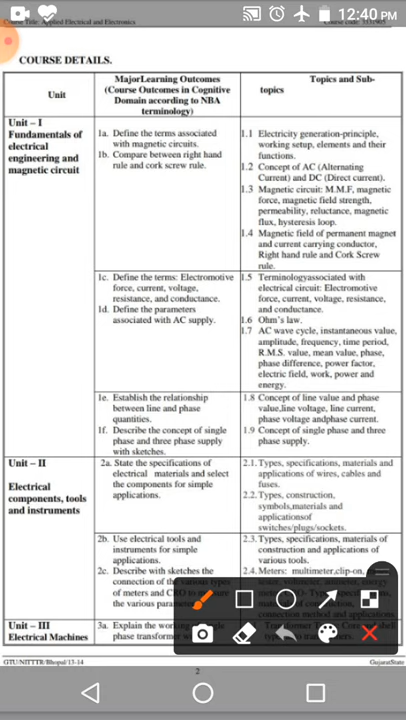 12:40 PM
Course Title: Applied Electrical and Electronics
Course code: 3311903
COURSE DETAILS.
Unit
MajorLearning Outcomes
(Course Outcomes in Cognitive
Domain according to NBA
terminology)
Topics and Sub-
topics
Unit – I
Fundamentals of
electrical
engineering and
magnetic circuit
1a. Define the terms associated
with magnetic circuits.
1b. Compare between right hand
rule and cork screw rule.
1.1 Electricity generation-principle,
working setup, elements and their
functions.
1.2 Concept of AC (Alternating
Current) and DC (Direct current).
1.3 Magnetic circuit: M.M.F, magnetic
force, magnetic field strength,
permeability, reluctance, magnetic
flux, hysteresis loop.
1.4 Magnetic field of permanent magnet
and current carrying conductor,
Right hand rule and Cork Screw
rule.
1c. Define the terms: Electromotive
force, current, voltage,
resistance, and conductance.
1d. Define the parameters
associated with AC supply.
1.5 Terminologyassociated with
electrical circuit: Electromotive
force, current, voltage, resistance,
and conductance.
1.6 Ohm's law.
1.7 AC wave cycle, instantaneous value,
amplitude, frequency, time period,
R.M.S. value, mean value, phase,
phase difference, power factor,
electric field, work, power and
energy.
1e. Establish the relationship
between line and phase
quantities.
1f. Describe the concept of single
phase and three phase supply
with sketches.
1.8 Concept of line value and phase
value,line voltage, line current,
phase voltage andphase current.
1.9 Concept of single phase and three
phase supply.
Unit – II
Electrical
components, tools
and instruments
2a. State the specifications of
electrical materials and select
the components for simple
applications.
2.1. Types, specifications, materials and
applications of wires, cables and
fuses.
2.2. Types, construction,
symbols,materials and
applicationsof
switches/plugs/sockets.
2b. Use electrical tools and
instruments for simple
applications.
2c. Describe with sketches the
connection of the various types
of meters and CRO to
the various
2.3. Types, specifications, materials of
construction and applications of
various tools.
2.4. Meters: multimeter,clip-on,
Unit – III
Electrical Machines
3a. Explain the
phase transformer
GTU/NITTTR/Bhopal/13-14
GujaratState
2